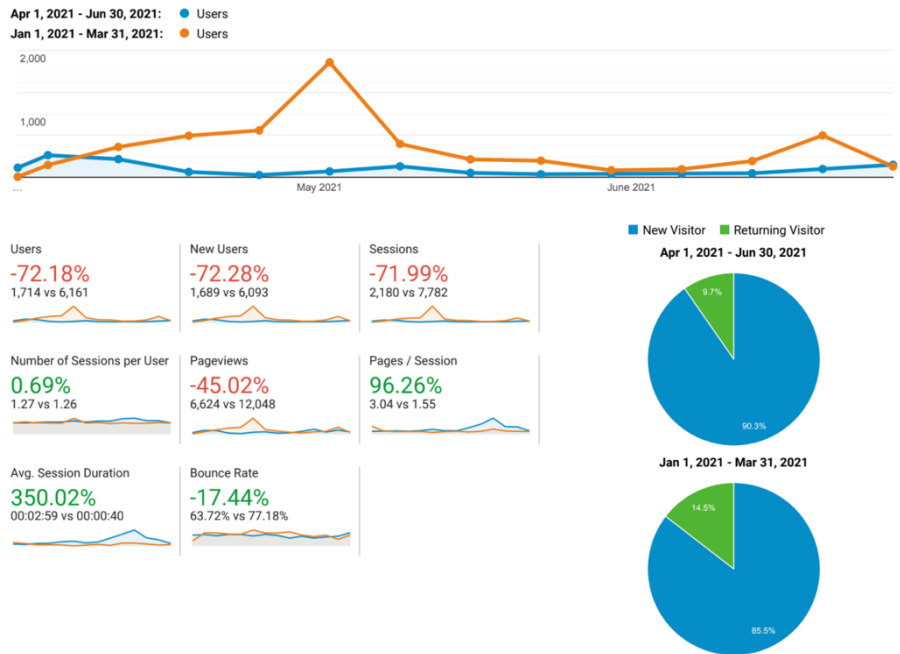 Apr 1, 2021 - Jun 30, 2021: Users
Jan 1, 2021 - Mar 31, 2021: Users
2,000
1,000
...
May 2021
June 2021
Users
-72.18%
1,714 vs 6,161
New Users
-72.28%
1,689 vs 6,093
Sessions
-71.99%
2,180 vs 7,782
Number of Sessions per User
0.69%
1.27 vs 1.26
Pageviews
-45.02%
6,624 vs 12,048
Pages / Session
96.26%
3.04 vs 1.55
Avg. Session Duration
350.02%
00:02:59 vs 00:00:40
Bounce Rate
-17.44%
63.72% vs 77.18%
New Visitor Returning Visitor
Apr 1, 2021 - Jun 30, 2021
9.7%
90.3%
Jan 1, 2021 - Mar 31, 2021
14.5%
85.5%